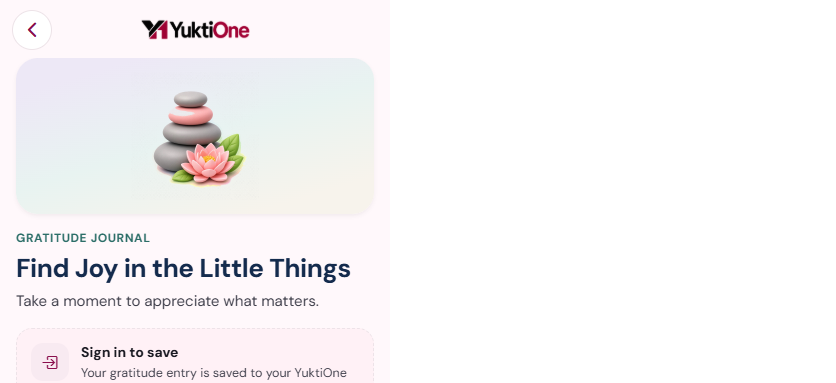 YuktiOne
GRATITUDE JOURNAL
Find Joy in the Little Things
Take a moment to appreciate what matters.
Sign in to save
Your gratitude entry is saved to your YuktiOne